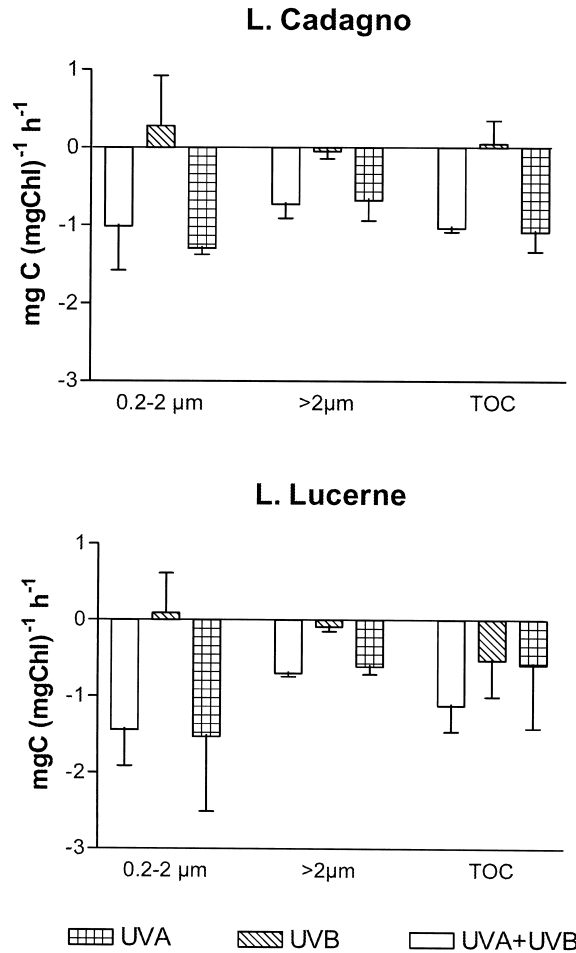 L. Cadagno
mg C (mgChl)⁻¹ h⁻¹
1
0
-1
-2
-3
0.2-2 µm >2µm TOC
L. Lucerne
mgC (mgChl)⁻¹ h⁻¹
1
0
-1
-2
-3
0.2-2 µm >2µm TOC
UVA UVB UVA+UVB